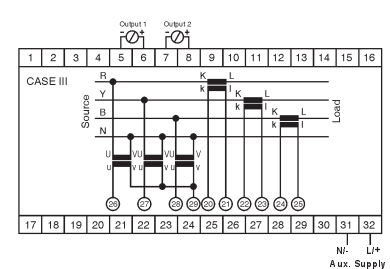 Output 1 Output 2
- + - +
1 2 3 4 5 6 7 8 9 10 11 12 13 14 15 16
CASE III
Source
Load
R K L
k l
Y K L
k l
B K L
k l
N
U VU VU V
u vu vu v
26 27 28 29 20 21 22 23 24 25
17 18 19 20 21 22 23 24 25 26 27 28 29 30 31 32
N/- L/+
Aux. Supply